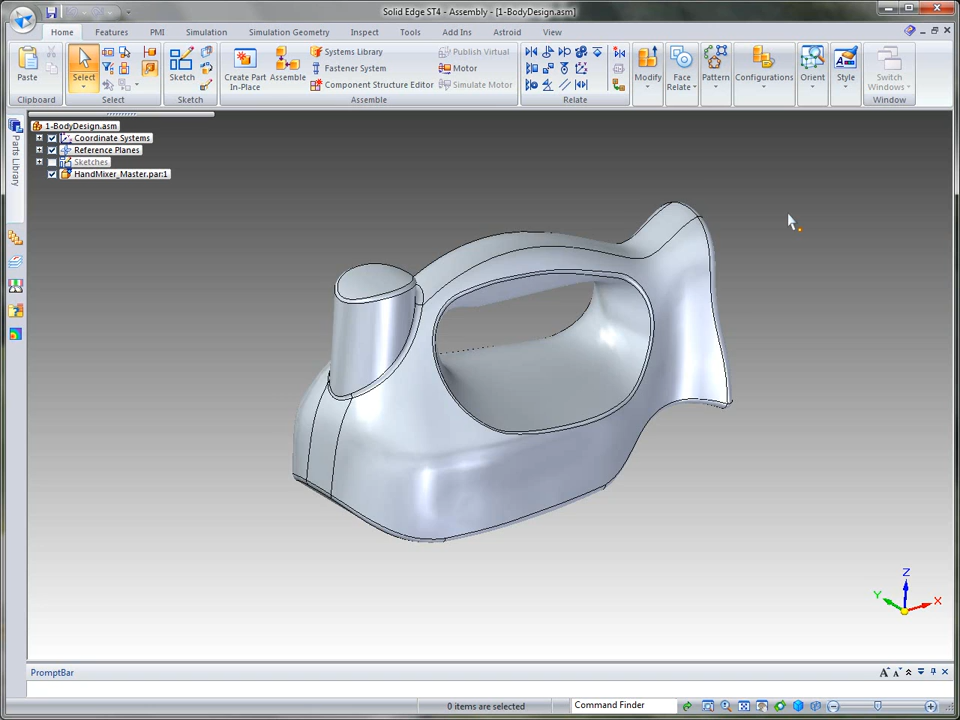 Solid Edge ST4 - Assembly - [1-BodyDesign.asm]
Home Features PMI Simulation Simulation Geometry Inspect Tools Add Ins Astroid View
Systems Library Publish Virtual
Fastener System Motor
Component Structure Editor Simulate Motor
Paste Select Sketch Create Part In-Place Assemble Modify Face Relate Pattern Configurations Orient Style Switch Windows
Clipboard Select Sketch Assemble Relate Window
1-BodyDesign.asm
Coordinate Systems
Reference Planes
Sketches
HandMixer_Master.par:1
Parts Library
Z
Y X
PromptBar
0 items are selected Command Finder